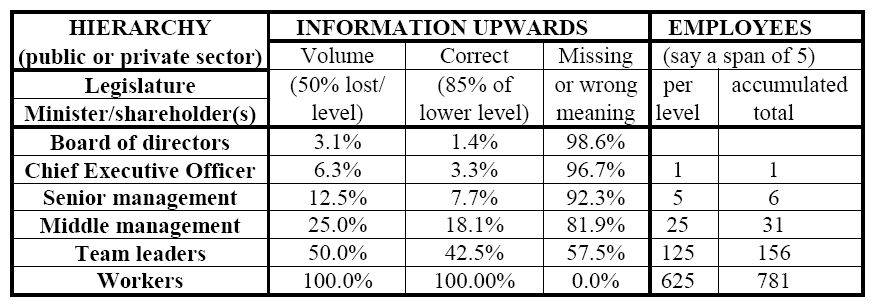 HIERARCHY INFORMATION UPWARDS EMPLOYEES
(public or private sector) Volume Correct Missing (say a span of 5)
Legislature (50% lost/ (85% of or wrong per accumulated
Minister/shareholder(s) level) lower level) meaning level total
Board of directors 3.1% 1.4% 98.6%
Chief Executive Officer 6.3% 3.3% 96.7% 1 1
Senior management 12.5% 7.7% 92.3% 5 6
Middle management 25.0% 18.1% 81.9% 25 31
Team leaders 50.0% 42.5% 57.5% 125 156
Workers 100.0% 100.00% 0.0% 625 781